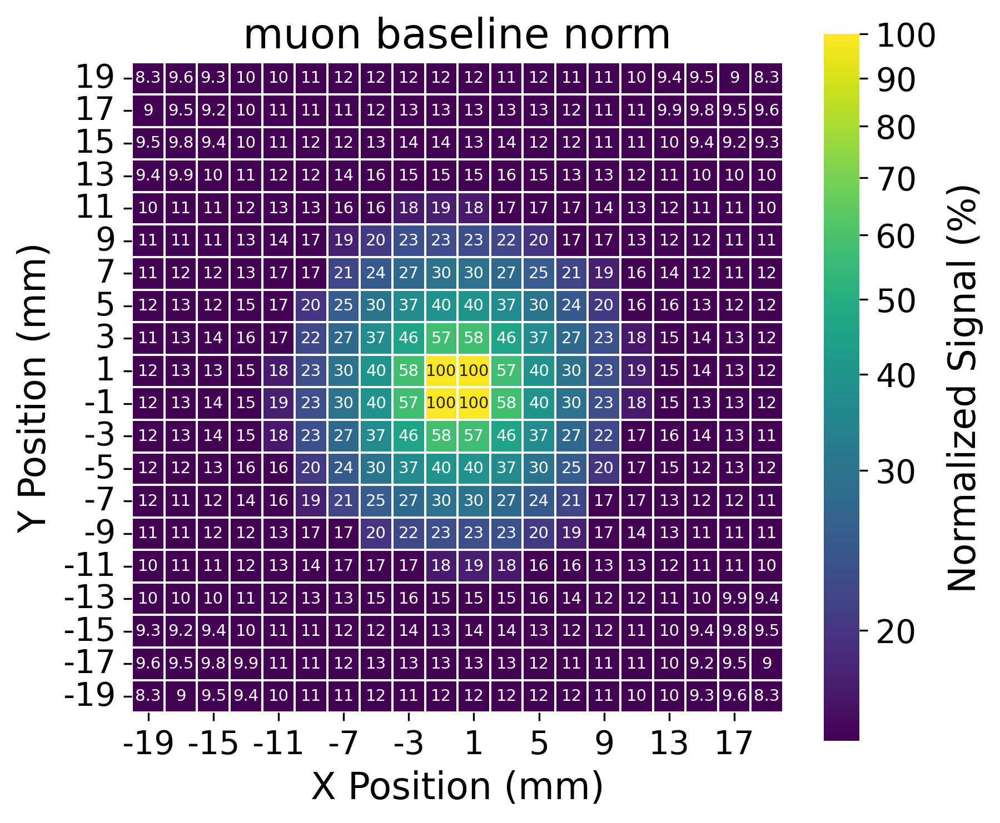 muon baseline norm
19 8.3 9.6 9.3 10 10 11 12 12 12 12 12 11 12 11 11 10 9.4 9.5 9 8.3
17 9 9.5 9.2 10 11 11 11 12 13 13 13 13 13 12 11 11 9.9 9.8 9.5 9.6
15 9.5 9.8 9.4 10 11 12 12 13 14 14 13 14 12 12 11 11 10 9.4 9.2 9.3
13 9.4 9.9 10 11 12 12 14 16 15 15 15 16 15 13 13 12 11 10 10 10
11 10 11 11 12 13 13 16 16 18 19 18 17 17 17 14 13 12 11 11 10
9 11 11 11 13 14 17 19 20 23 23 23 22 20 17 17 13 12 12 11 11
7 11 12 12 13 17 17 21 24 27 30 30 27 25 21 19 16 14 12 11 12
5 12 13 12 15 17 20 25 30 37 40 40 37 30 24 20 16 16 13 12 12
3 11 13 14 16 17 22 27 37 46 57 58 46 37 27 23 18 15 14 13 12
1 12 13 13 15 18 23 30 40 58 100 100 57 40 30 23 19 15 14 13 12
-1 12 13 14 15 19 23 30 40 57 100 100 58 40 30 23 18 15 13 13 12
-3 12 13 14 15 18 23 27 37 46 58 57 46 37 27 22 17 16 14 13 11
-5 12 12 13 16 16 20 24 30 37 40 40 37 30 25 20 17 15 12 13 12
-7 12 11 12 14 16 19 21 25 27 30 30 27 24 21 17 17 13 12 12 11
-9 11 11 12 12 13 17 17 20 22 23 23 23 20 19 17 14 13 11 11 11
-11 10 11 11 12 13 14 17 17 17 18 19 18 16 16 13 13 12 11 11 10
-13 10 10 10 11 12 13 13 15 16 15 15 15 16 14 12 12 11 10 9.9 9.4
-15 9.3 9.2 9.4 10 11 11 12 12 14 13 14 14 13 12 12 11 10 9.4 9.8 9.5
-17 9.6 9.5 9.8 9.9 11 11 12 13 13 13 13 13 12 11 11 11 10 9.2 9.5 9
-19 8.3 9 9.5 9.4 10 11 11 12 11 12 12 12 12 12 11 10 10 9.3 9.6 8.3
-19 -15 -11 -7 -3 1 5 9 13 17
X Position (mm)
Y Position (mm)
100
90
80
70
60
50
40
30
20
Normalized Signal (%)